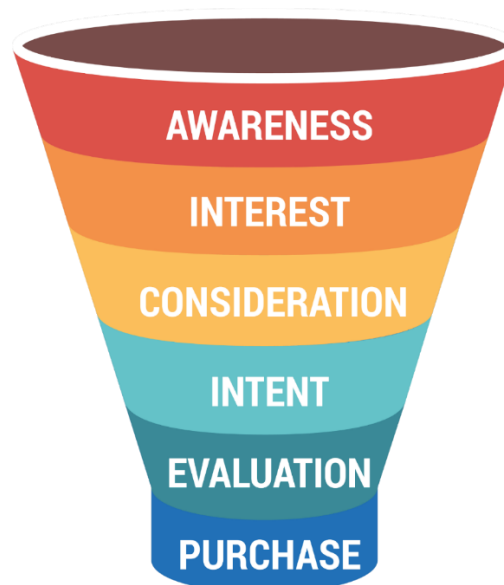 AWARENESS
INTEREST
CONSIDERATION
INTENT
EVALUATION
PURCHASE